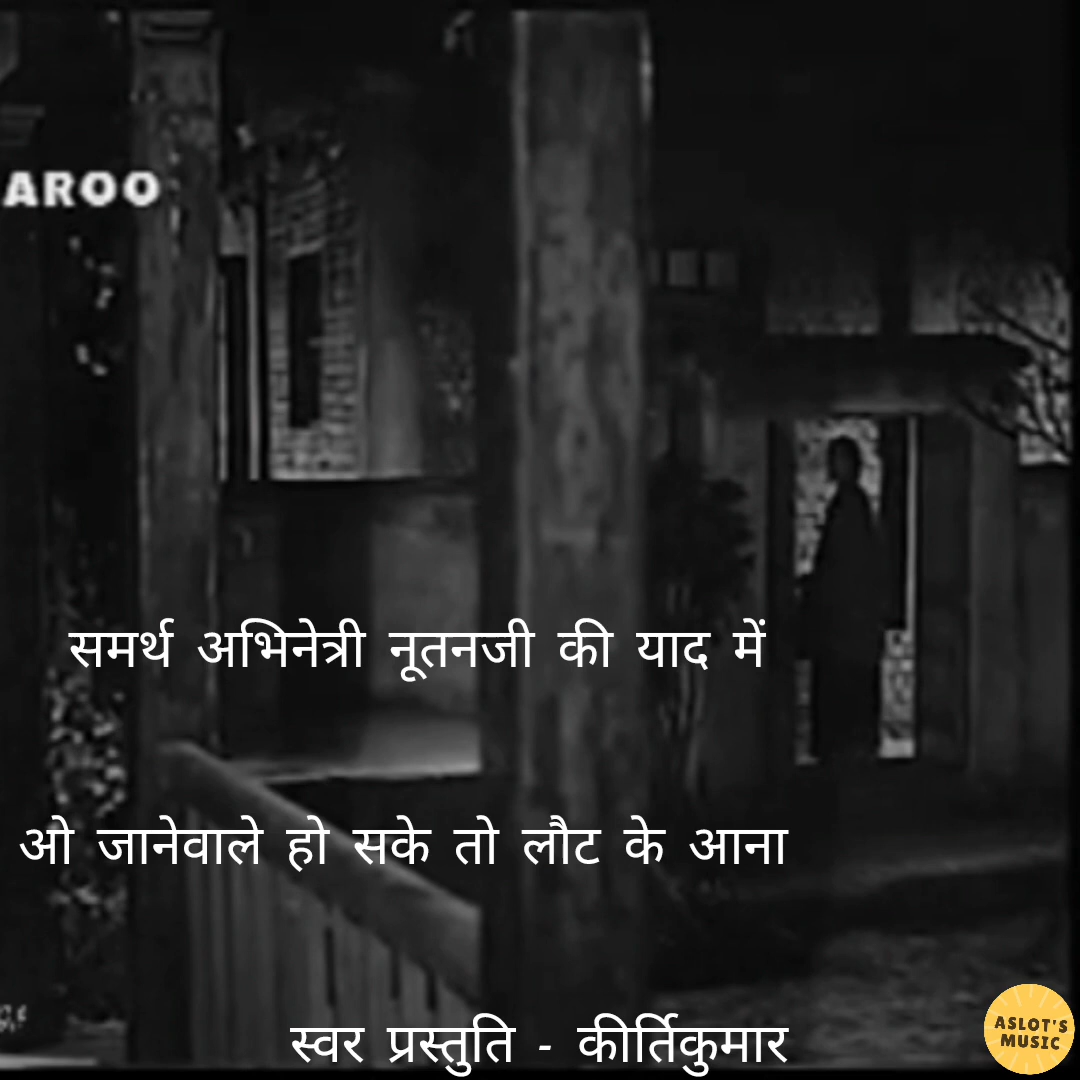 AROO
समर्थ अभिनेत्री नूतनजी की याद में
ओ जानेवाले हो सके तो लौट के आना
स्वर प्रस्तुति - कीर्तिकुमार
ASLOT'S
MUSIC